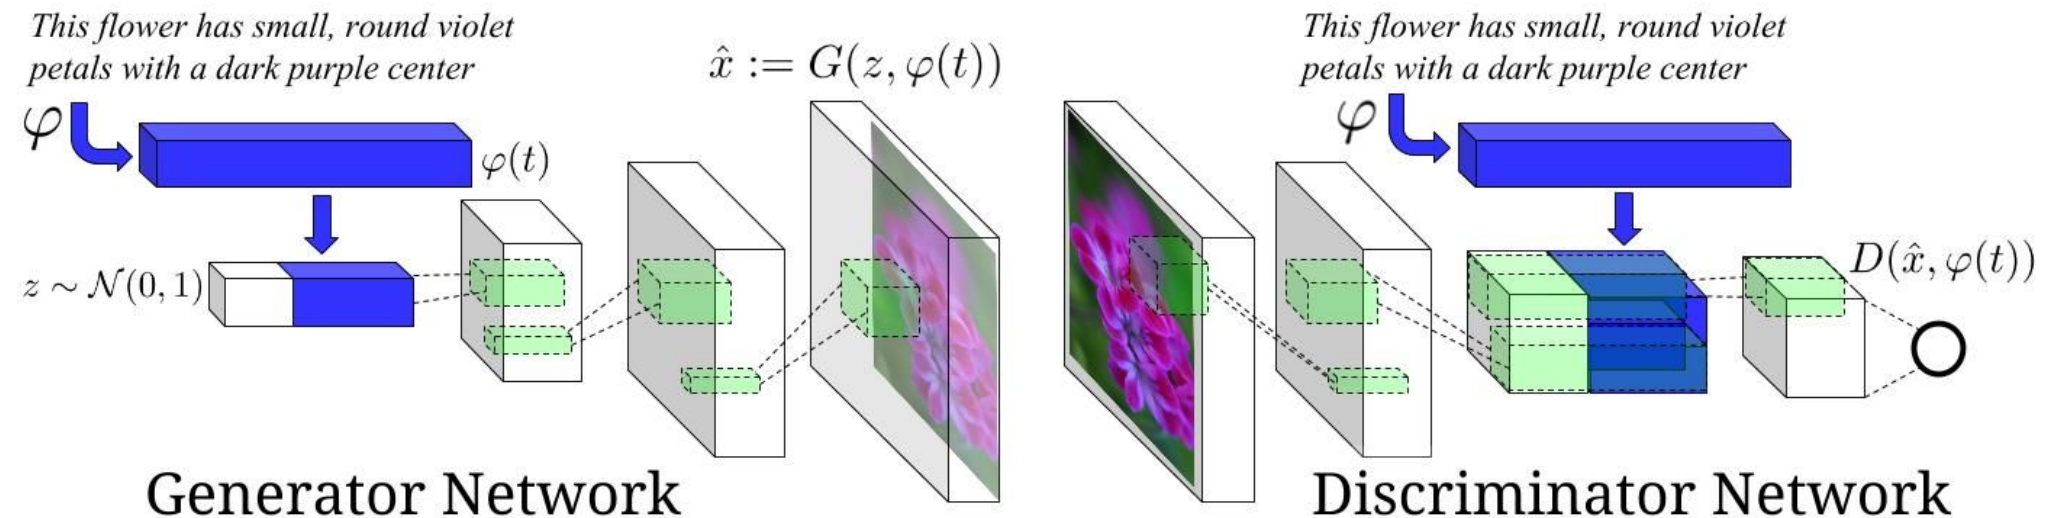 This flower has small, round violet
petals with a dark purple center
φ
φ(t)
z ∼ 𝒩(0, 1)
x̂ := G(z, φ(t))
Generator Network
This flower has small, round violet
petals with a dark purple center
φ
D(x̂, φ(t))
Discriminator Network